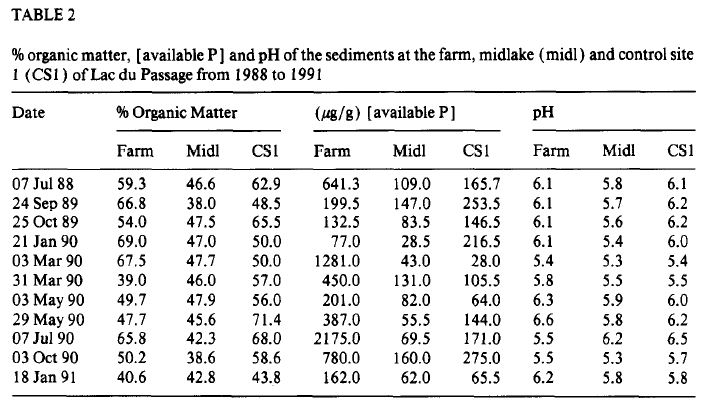 TABLE 2
% organic matter, [available P] and pH of the sediments at the farm, midlake (midl) and control site
1 (CS1) of Lac du Passage from 1988 to 1991
Date % Organic Matter (μg/g) [available P] pH
Farm Midl CS1 Farm Midl CS1 Farm Midl CS1
07 Jul 88 59.3 46.6 62.9 641.3 109.0 165.7 6.1 5.8 6.1
24 Sep 89 66.8 38.0 48.5 199.5 147.0 253.5 6.1 5.7 6.2
25 Oct 89 54.0 47.5 65.5 132.5 83.5 146.5 6.1 5.6 6.2
21 Jan 90 69.0 47.0 50.0 77.0 28.5 216.5 6.1 5.4 6.0
03 Mar 90 67.5 47.7 50.0 1281.0 43.0 28.0 5.4 5.3 5.4
31 Mar 90 39.0 46.0 57.0 450.0 131.0 105.5 5.8 5.5 5.5
03 May 90 49.7 47.9 56.0 201.0 82.0 64.0 6.3 5.9 6.0
29 May 90 47.7 45.6 71.4 387.0 55.5 144.0 6.6 5.8 6.2
07 Jul 90 65.8 42.3 68.0 2175.0 69.5 171.0 5.5 6.2 6.5
03 Oct 90 50.2 38.6 58.6 780.0 160.0 275.0 5.5 5.3 5.7
18 Jan 91 40.6 42.8 43.8 162.0 62.0 65.5 6.2 5.8 5.8